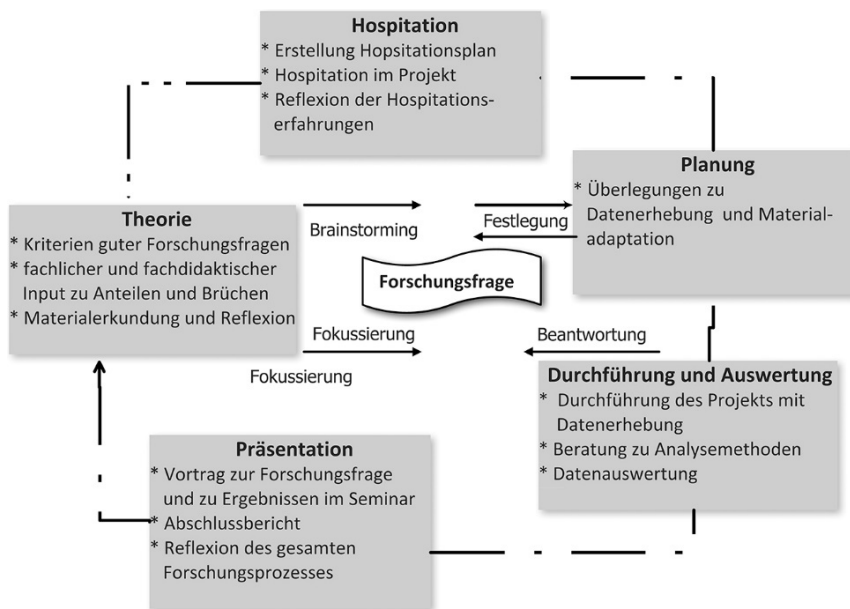 Hospitation
* Erstellung Hopsitationsplan
* Hospitation im Projekt
* Reflexion der Hospitations-
erfahrungen
Planung
* Überlegungen zu
Datenerhebung und Material-
adaptation
Theorie
* Kriterien guter Forschungsfragen
* fachlicher und fachdidaktischer
Input zu Anteilen und Brüchen
* Materialerkundung und Reflexion
Brainstorming
Festlegung
Forschungsfrage
Fokussierung
Fokussierung
Beantwortung
Durchführung und Auswertung
* Durchführung des Projekts mit
Datenerhebung
* Beratung zu Analysemethoden
* Datenauswertung
Präsentation
* Vortrag zur Forschungsfrage
und zu Ergebnissen im Seminar
* Abschlussbericht
* Reflexion des gesamten
Forschungsprozesses